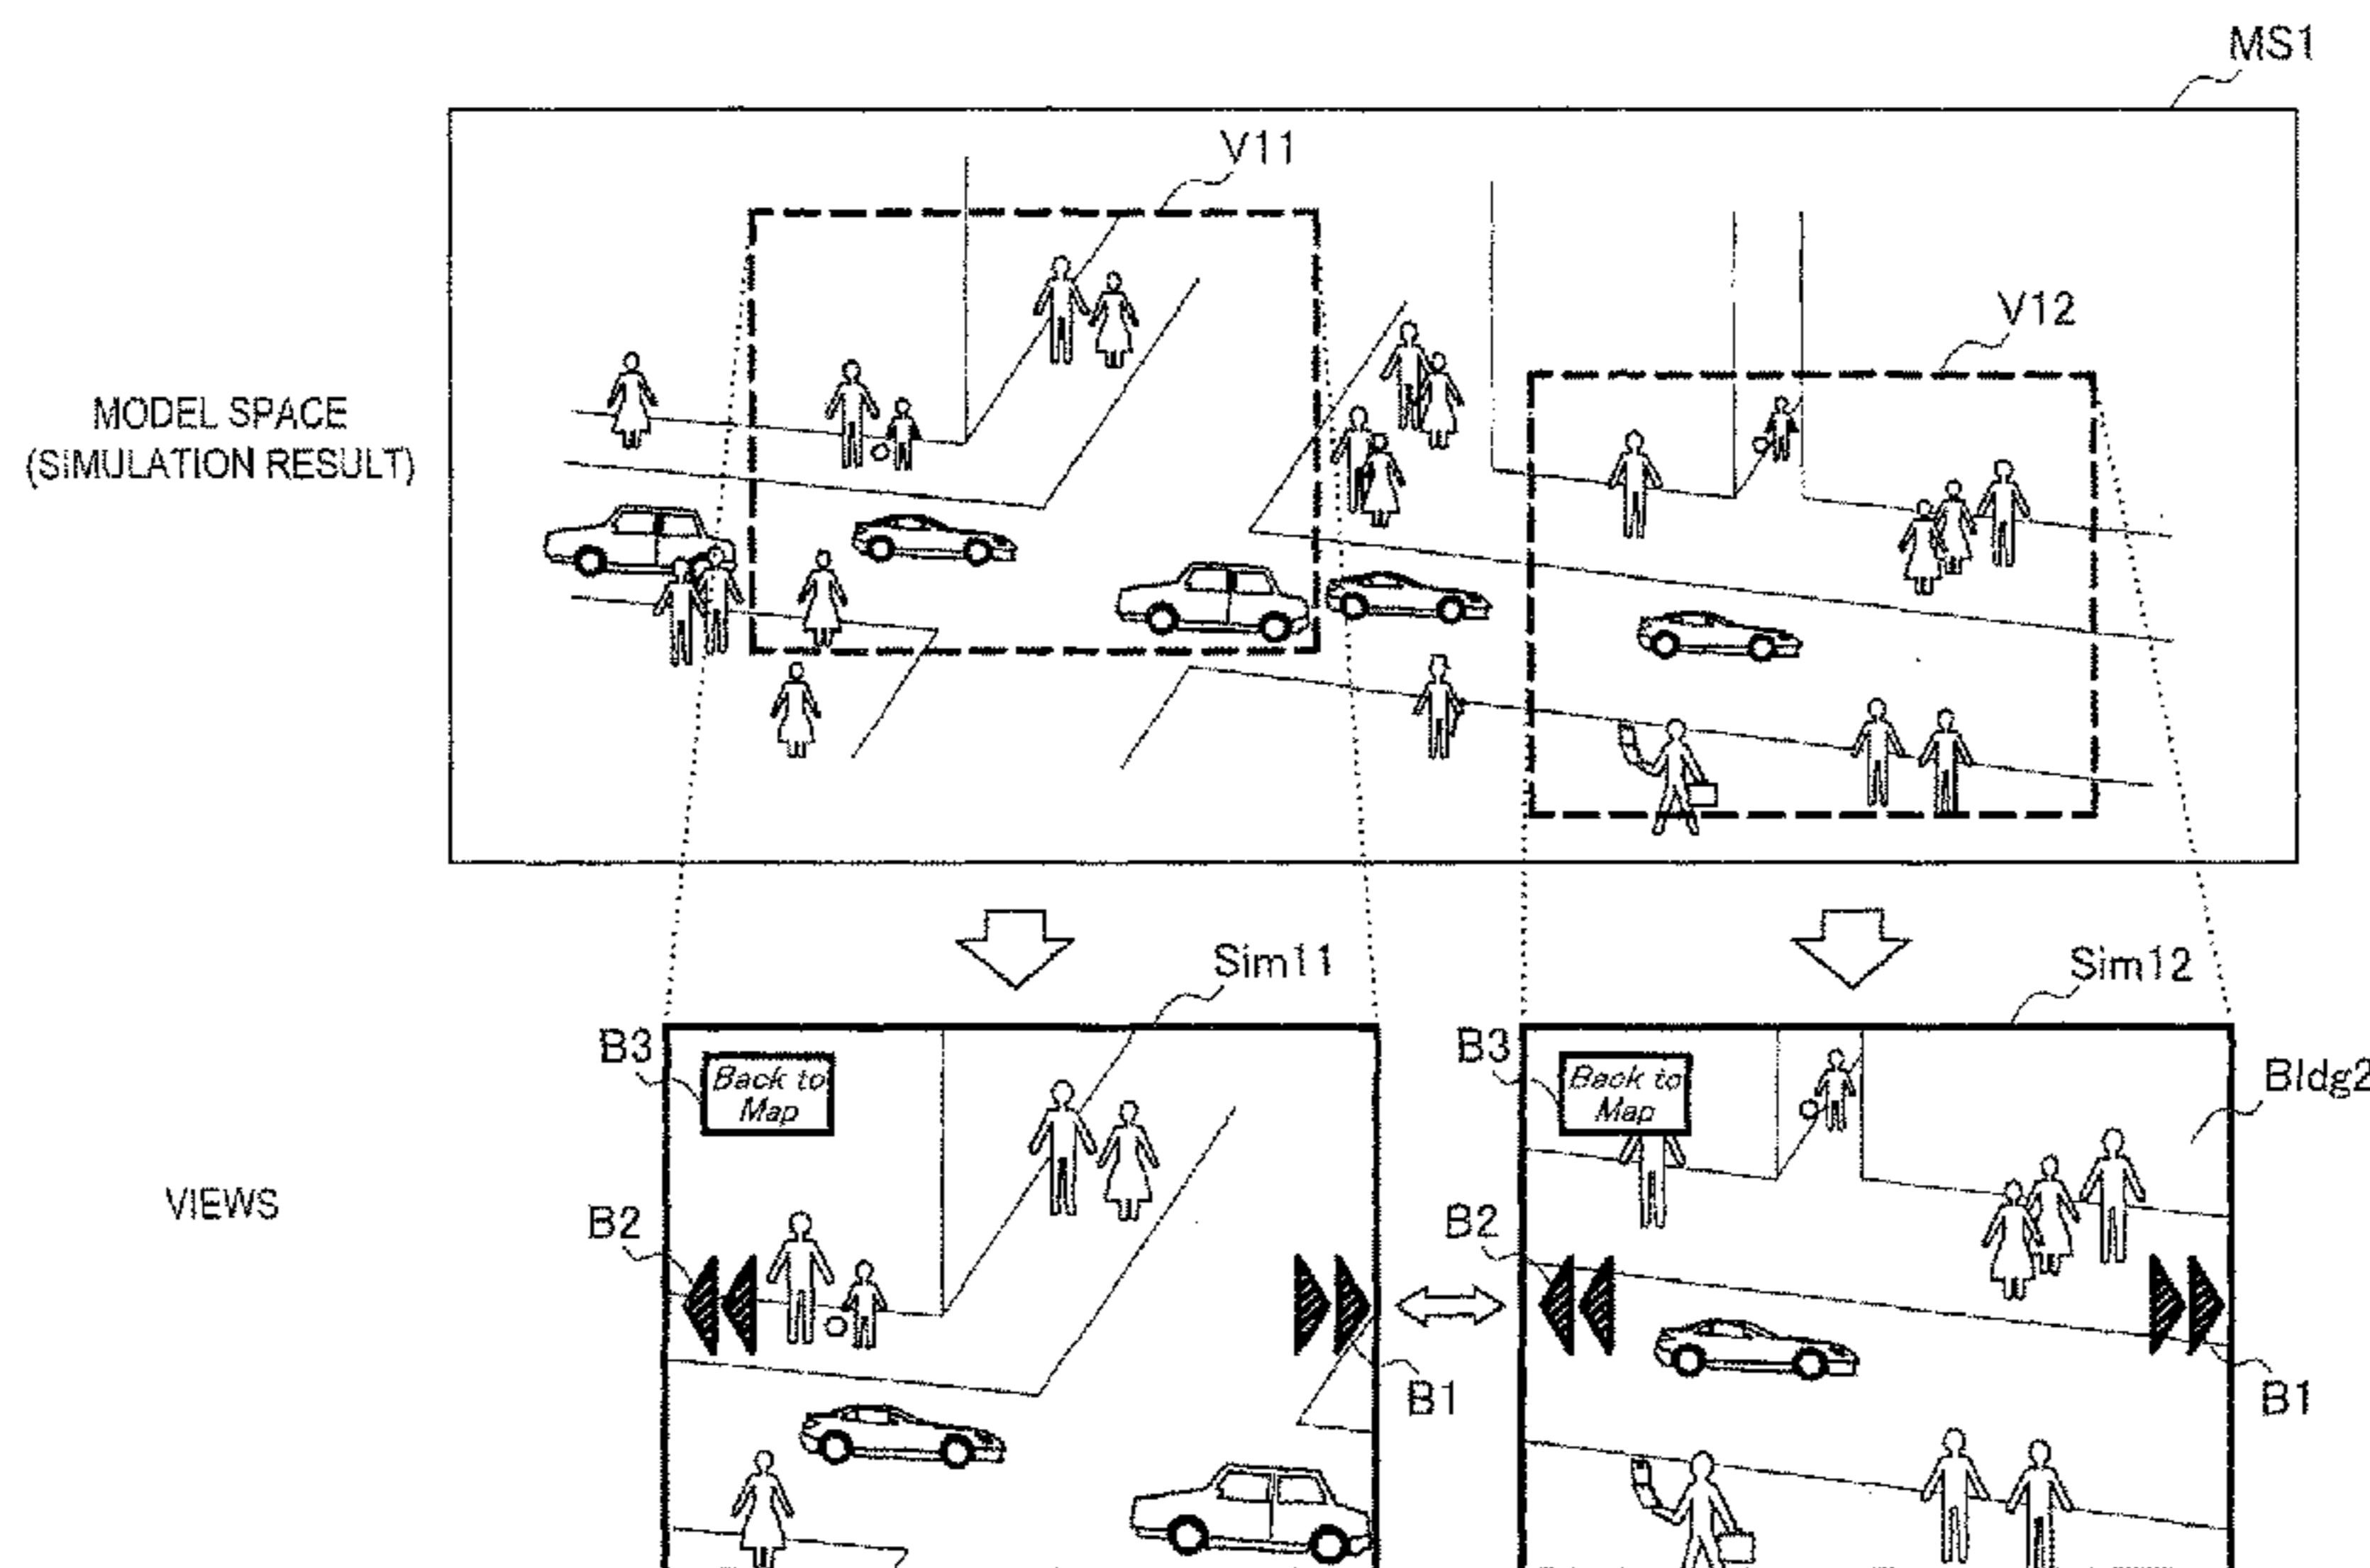 MS1
V11
V12
MODEL SPACE
(SIMULATION RESULT)
Sim11
Sim12
B3
Back to
Map
B3
Back to
Map
Bldg2
VIEWS
B2
B2
B1
B1